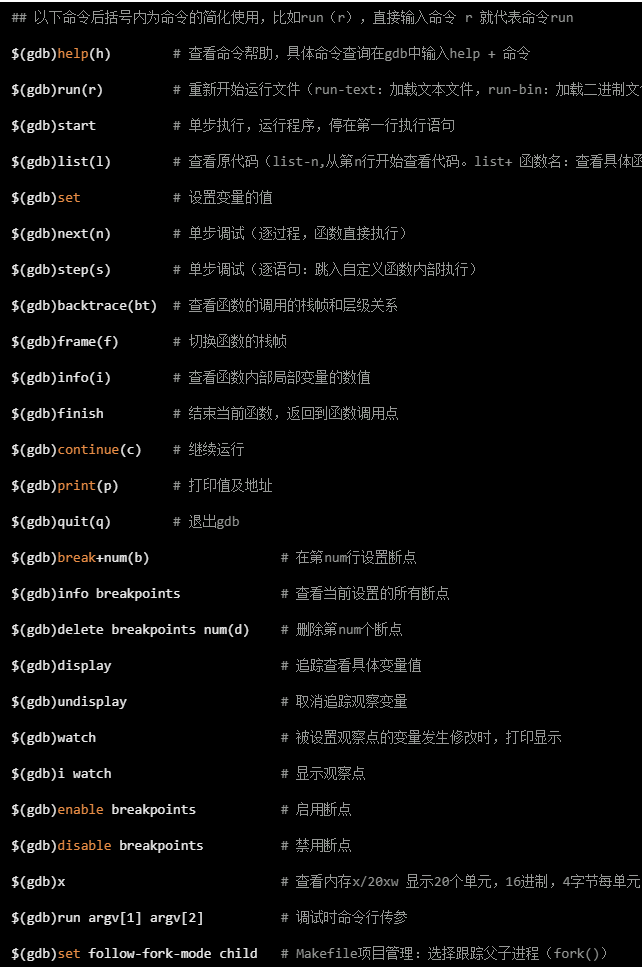 ## 以下命令后括号内为命令的简化使用，比如run（r），直接输入命令 r 就代表命令run
$(gdb)help(h) # 查看命令帮助，具体命令查询在gdb中输入help + 命令
$(gdb)run(r) # 重新开始运行文件（run-text：加载文本文件，run-bin：加载二进制文
$(gdb)start # 单步执行，运行程序，停在第一行执行语句
$(gdb)list(l) # 查看原代码（list-n,从第n行开始查看代码。list+ 函数名：查看具体函
$(gdb)set # 设置变量的值
$(gdb)next(n) # 单步调试（逐过程，函数直接执行）
$(gdb)step(s) # 单步调试（逐语句：跳入自定义函数内部执行）
$(gdb)backtrace(bt) # 查看函数的调用的栈帧和层级关系
$(gdb)frame(f) # 切换函数的栈帧
$(gdb)info(i) # 查看函数内部局部变量的数值
$(gdb)finish # 结束当前函数，返回到函数调用点
$(gdb)continue(c) # 继续运行
$(gdb)print(p) # 打印值及地址
$(gdb)quit(q) # 退出gdb
$(gdb)break+num(b) # 在第num行设置断点
$(gdb)info breakpoints # 查看当前设置的所有断点
$(gdb)delete breakpoints num(d) # 删除第num个断点
$(gdb)display # 追踪查看具体变量值
$(gdb)undisplay # 取消追踪观察变量
$(gdb)watch # 被设置观察点的变量发生修改时，打印显示
$(gdb)i watch # 显示观察点
$(gdb)enable breakpoints # 启用断点
$(gdb)disable breakpoints # 禁用断点
$(gdb)x # 查看内存x/20xw 显示20个单元，16进制，4字节每单元
$(gdb)run argv[1] argv[2] # 调试时命令行传参
$(gdb)set follow-fork-mode child # Makefile项目管理：选择跟踪父子进程（fork()）